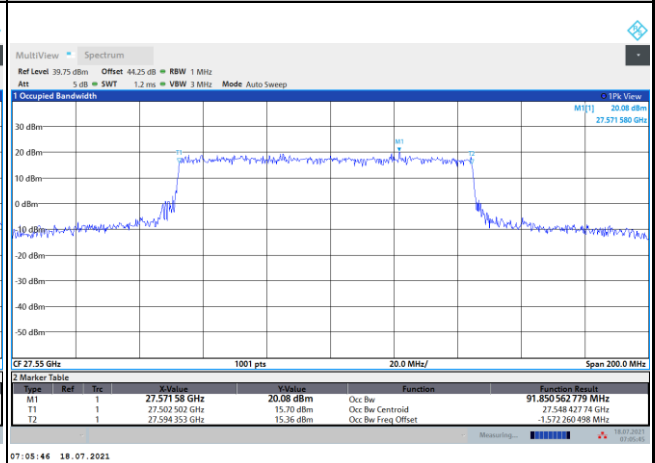 MultiView Spectrum
Ref Level 39.75 dBm Offset 44.25 dB RBW 1 MHz
Att 5 dB SWT 1.2 ms VBW 3 MHz Mode Auto Sweep
1 Occupied Bandwidth 1Pk View
M1[1] 20.08 dBm
27.571 580 GHz
30 dBm
M1
20 dBm
T1 T2
10 dBm
0 dBm
-10 dBm
-20 dBm
-30 dBm
-40 dBm
-50 dBm
CF 27.55 GHz 1001 pts 20.0 MHz/ Span 200.0 MHz
2 Marker Table
Type Ref Trc X-Value Y-Value Function Function Result
M1 1 27.571 58 GHz 20.08 dBm Occ Bw 91.850 562 779 MHz
T1 1 27.502 502 GHz 15.70 dBm Occ Bw Centroid 27.548 427 74 GHz
T2 1 27.594 353 GHz 15.36 dBm Occ Bw Freq Offset -1.572 260 498 MHz
Measuring... 18.07.2021
07:05:45
07:05:46 18.07.2021